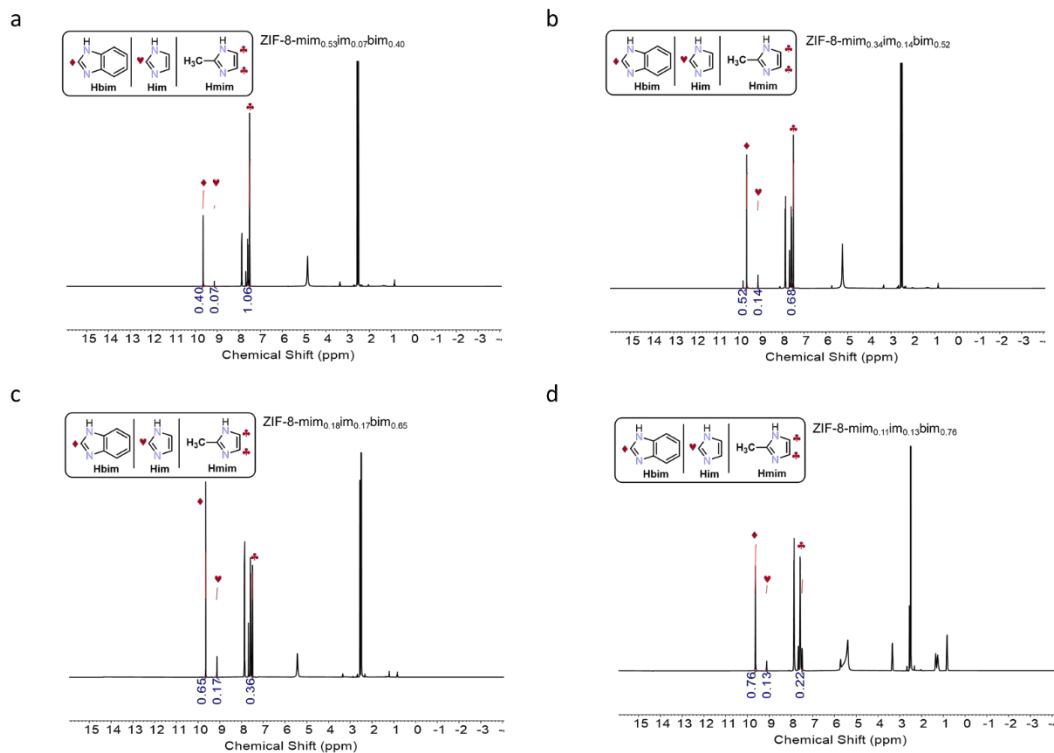 a
ZIF-8-mim0.53im0.07bim0.40
H
N
N
Hbim
H
N
N
Him
H
N
H3C
N
Hmim
0.40
0.07
1.06
15 14 13 12 11 10 9 8 7 6 5 4 3 2 1 0 -1 -2 -3 -4
Chemical Shift (ppm)
b
ZIF-8-mim0.34im0.14bim0.52
H
N
N
Hbim
H
N
N
Him
H
N
H3C
N
Hmim
0.52
0.14
0.68
15 14 13 12 11 10 9 8 7 6 5 4 3 2 1 0 -1 -2 -3 -4
Chemical Shift (ppm)
c
ZIF-8-mim0.18im0.17bim0.65
H
N
N
Hbim
H
N
N
Him
H
N
H3C
N
Hmim
0.65
0.17
0.36
15 14 13 12 11 10 9 8 7 6 5 4 3 2 1 0 -1 -2 -3 -4
Chemical Shift (ppm)
d
ZIF-8-mim0.11im0.13bim0.76
H
N
N
Hbim
H
N
N
Him
H
N
H3C
N
Hmim
0.76
0.13
0.22
15 14 13 12 11 10 9 8 7 6 5 4 3 2 1 0 -1 -2 -3 -4
Chemical Shift (ppm)